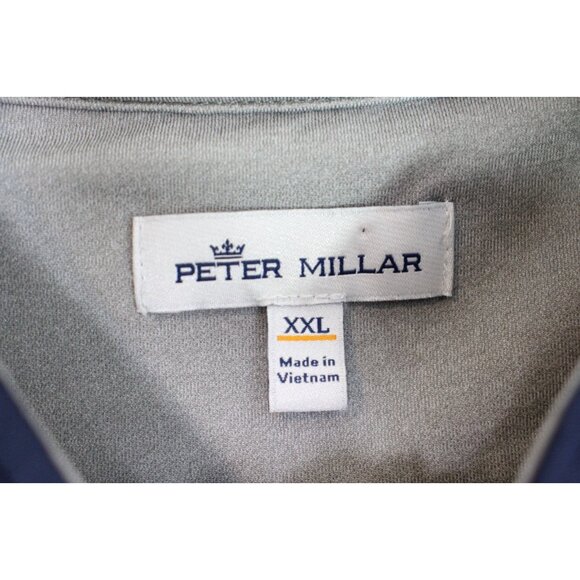 PETER MILLAR
XXL
Made in
Vietnam